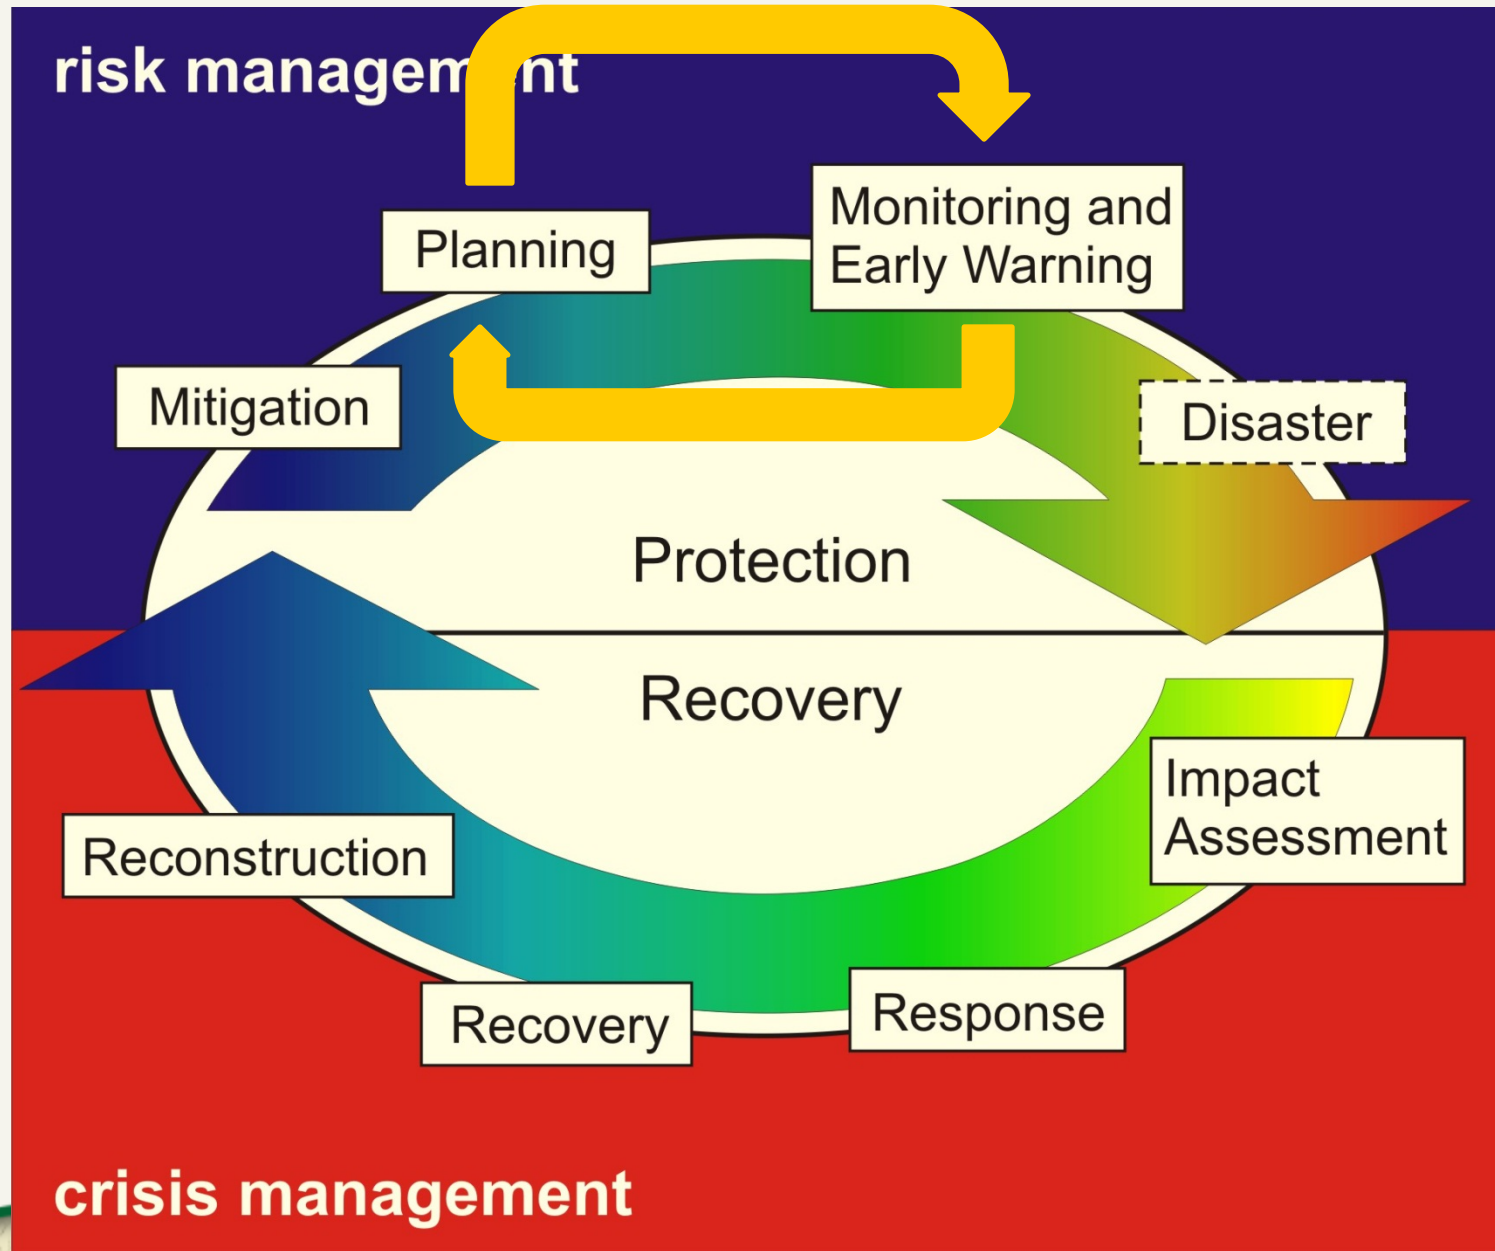 risk management
Planning
Monitoring and
Early Warning
Mitigation
Disaster
Protection
Recovery
Impact
Assessment
Reconstruction
Recovery
Response
crisis management